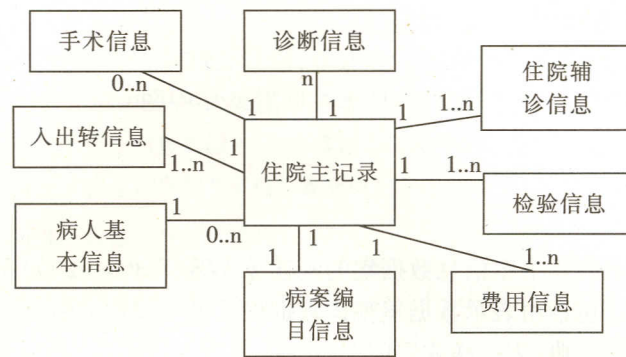 手术信息
诊断信息
住院辅
诊信息
0..n
n
1
1
1
1..n
入出转信息
1..n
1
住院主记录
1
1..n
检验信息
病人基
本信息
1
0..n
1
1
1
1..n
病案编
目信息
费用信息